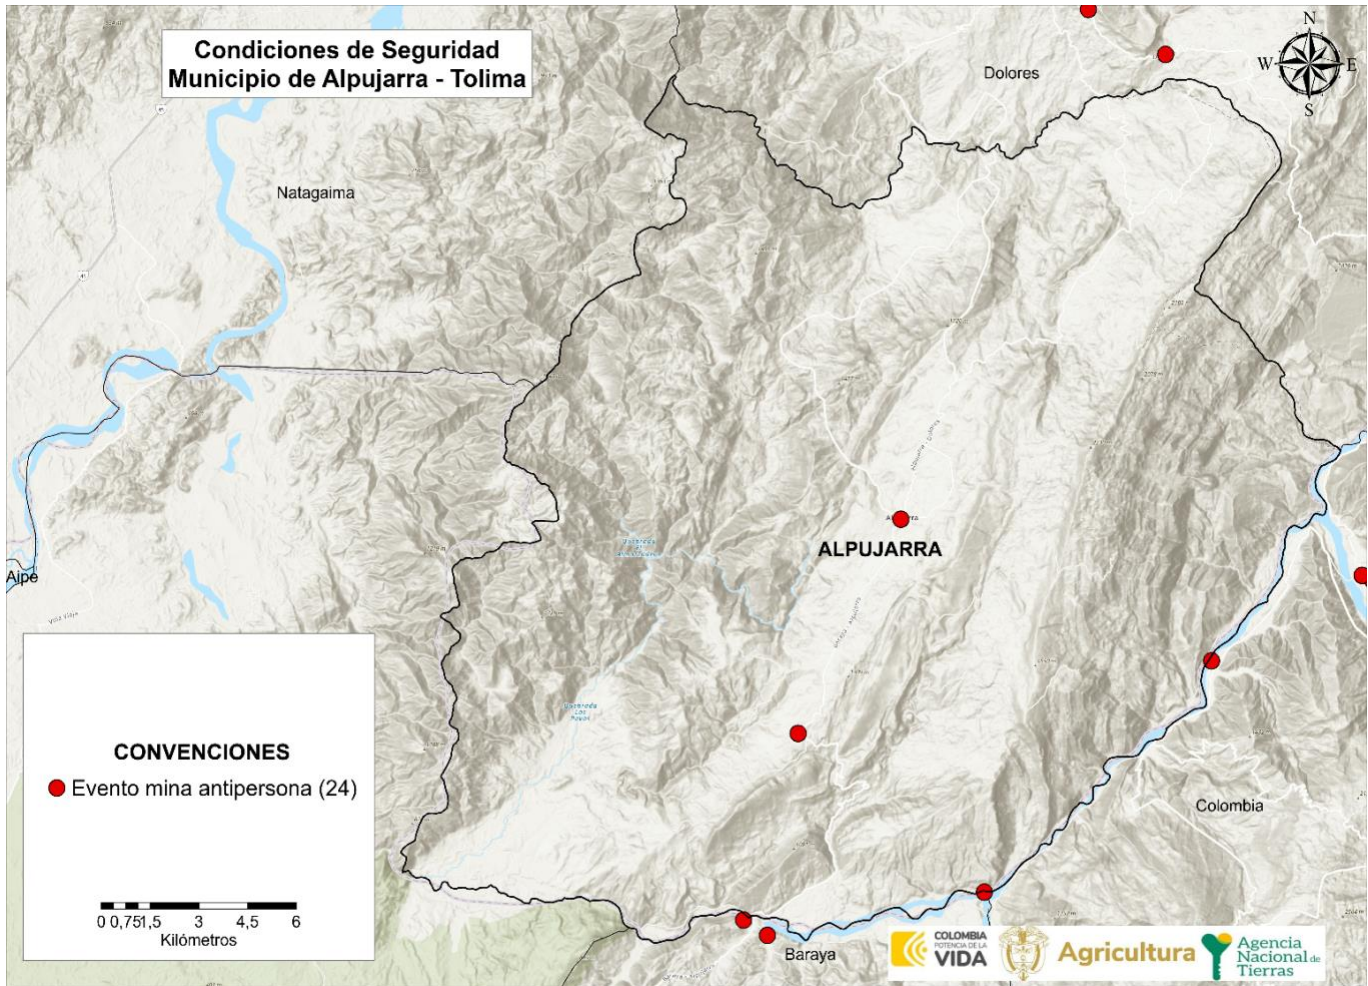 Condiciones de Seguridad
Municipio de Alpujarra - Tolima
N
W E
S
Dolores
Natagaima
ALPUJARRA
Aipe
CONVENCIONES
Evento mina antipersona (24)
0 0,751,5 3 4,5 6
Kilómetros
Colombia
Baraya
COLOMBIA
POTENCIA DE LA
VIDA
Agricultura
Agencia
Nacional de
Tierras